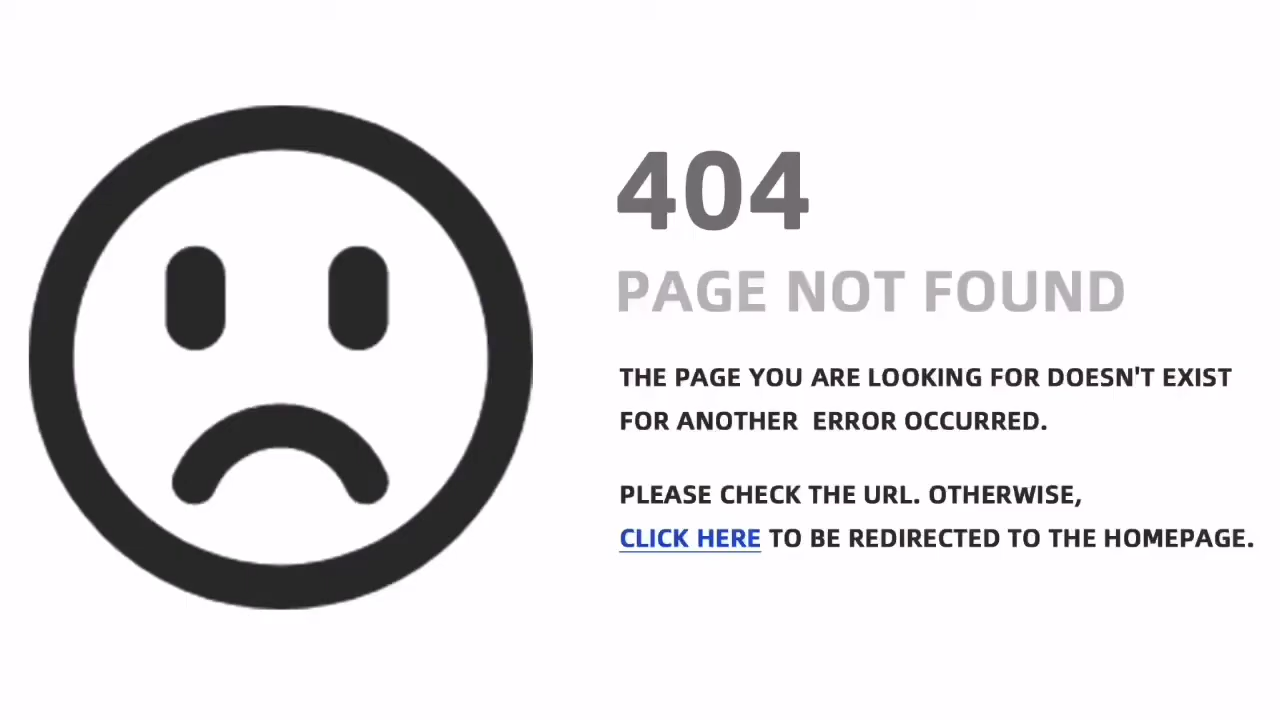 404
PAGE NOT FOUND
THE PAGE YOU ARE LOOKING FOR DOESN'T EXIST
FOR ANOTHER  ERROR OCCURRED.
PLEASE CHECK THE URL. OTHERWISE,
CLICK HERE TO BE REDIRECTED TO THE HOMEPAGE.